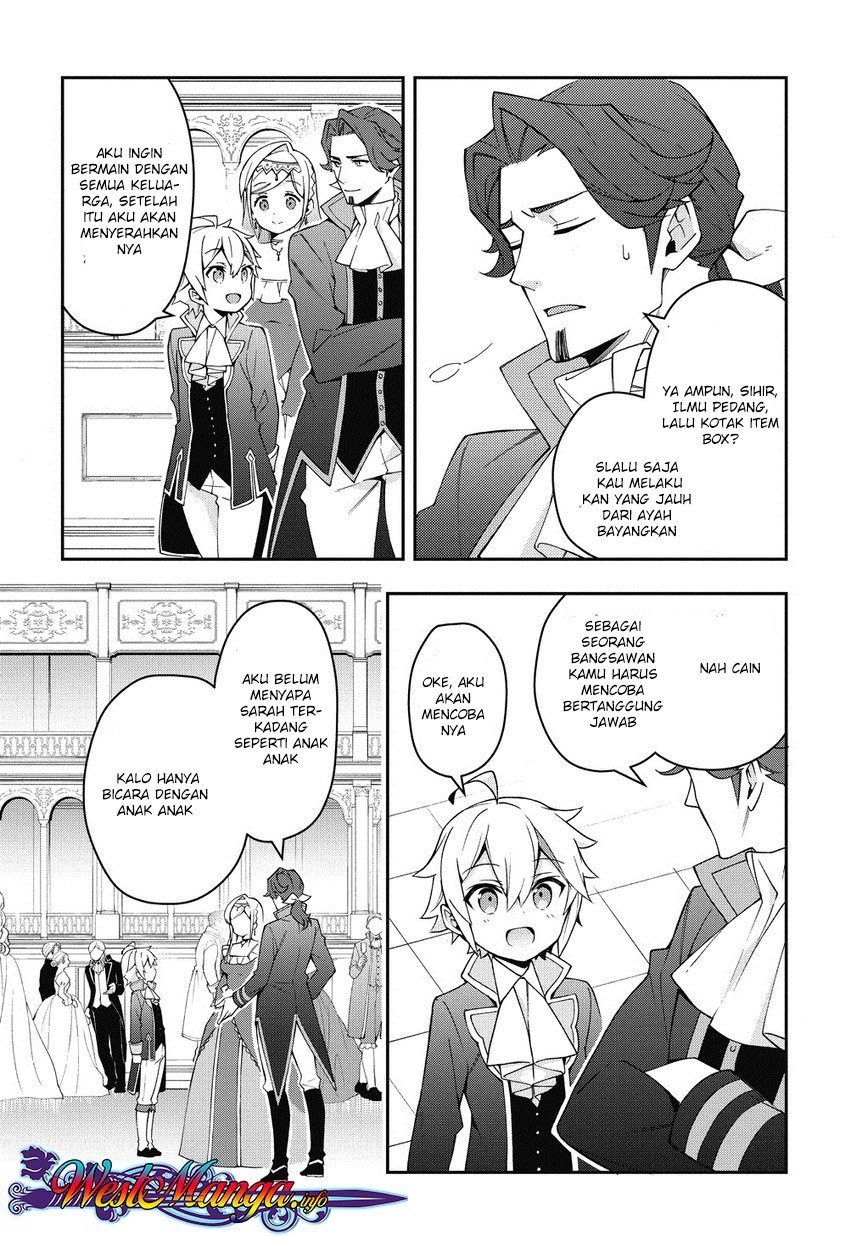 YA AMPUN, SIHIR,
ILMU PEDANG,
LALU KOTAK ITEM
BOX?
SLALU SAJA
KAU MELAKU
KAN YANG JAUH
DARI AYAH
BAYANGKAN
AKU INGIN
BERMAIN DENGAN
SEMUA KELUA-
RGA, SETELAH
ITU AKU AKAN
MENYERAHKAN
NYA
NAH CAIN
SEBAGAI
SEORANG
BANGSAWAN
KAMU HARUS
MENCOBA
BERTANGGUNG
JAWAB
OKE, AKU
AKAN
MENCOBA
NYA
AKU BELUM
MENYAPA
SARAH TER-
KADANG
SEPERTI ANAK
ANAK
KALO HANYA
BICARA DENGAN
ANAK ANAK
WestManga.info